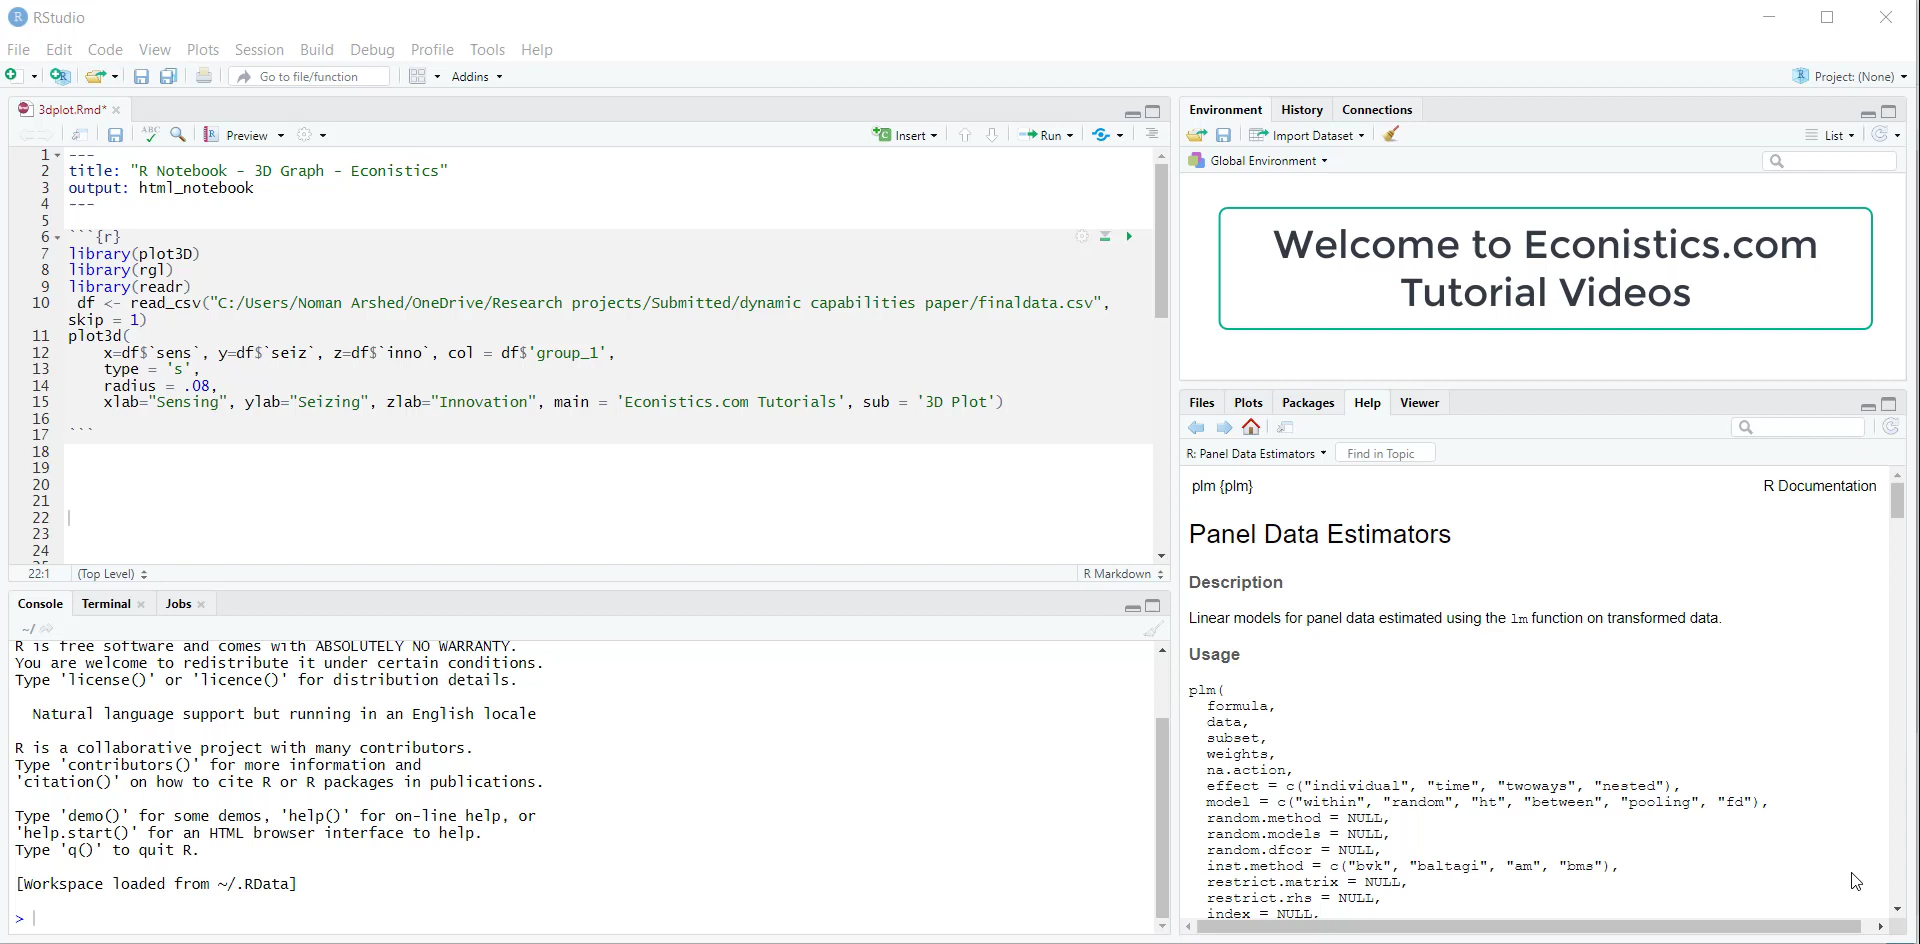 RStudio
File Edit Code View Plots Session Build Debug Profile Tools Help
Go to file/function Addins Project: (None)
3dplot.Rmd*
ABC Preview Insert Run
1 ---
2 title: "R Notebook - 3D Graph - Econistics"
3 output: html_notebook
4 ---
5
6 ```{r}
7 library(plot3D)
8 library(rgl)
9 library(readr)
10 df <- read_csv("C:/Users/Noman Arshed/OneDrive/Research projects/Submitted/dynamic capabilities paper/finaldata.csv",
skip = 1)
11 plot3d(
12 x=df$`sens`, y=df$`seiz`, z=df$`inno`, col = df$'group_1',
13 type = 's',
14 radius = .08,
15 xlab="Sensing", ylab="Seizing", zlab="Innovation", main = 'Econistics.com Tutorials', sub = '3D Plot')
16
17 ```
18
19
20
21
22
23
24
22:1 (Top Level) R Markdown
Console Terminal Jobs
~/
R is free software and comes with ABSOLUTELY NO WARRANTY.
You are welcome to redistribute it under certain conditions.
Type 'license()' or 'licence()' for distribution details.
Natural language support but running in an English locale
R is a collaborative project with many contributors.
Type 'contributors()' for more information and
'citation()' on how to cite R or R packages in publications.
Type 'demo()' for some demos, 'help()' for on-line help, or
'help.start()' for an HTML browser interface to help.
Type 'q()' to quit R.
[Workspace loaded from ~/.RData]
>
Environment History Connections
Import Dataset List
Global Environment
Welcome to Econistics.com
Tutorial Videos
Files Plots Packages Help Viewer
R: Panel Data Estimators Find in Topic
plm {plm} R Documentation
Panel Data Estimators
Description
Linear models for panel data estimated using the lm function on transformed data.
Usage
plm(
formula,
data,
subset,
weights,
na.action,
effect = c("individual", "time", "twoways", "nested"),
model = c("within", "random", "ht", "between", "pooling", "fd"),
random.method = NULL,
random.models = NULL,
random.dfcor = NULL,
inst.method = c("bvk", "baltagi", "am", "bms"),
restrict.matrix = NULL,
restrict.rhs = NULL,
index = NULL,